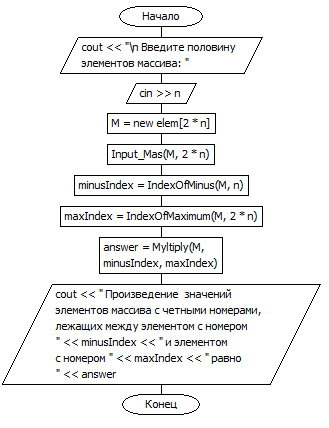 Начало
cout << "\n Введите половину
элементов массива: "
cin >> n
M = new elem[2 * n]
Input_Mas(M, 2 * n)
minusIndex = IndexOfMinus(M, n)
maxIndex = IndexOfMaximum(M, 2 * n)
answer = Myltiply(M,
minusIndex, maxIndex)
cout << " Произведение  значений
элементов массива с четными номерами,
лежащих между элементом с номером
" << minusIndex << " и элементом
с номером " << maxIndex << " равно
" << answer
Конец